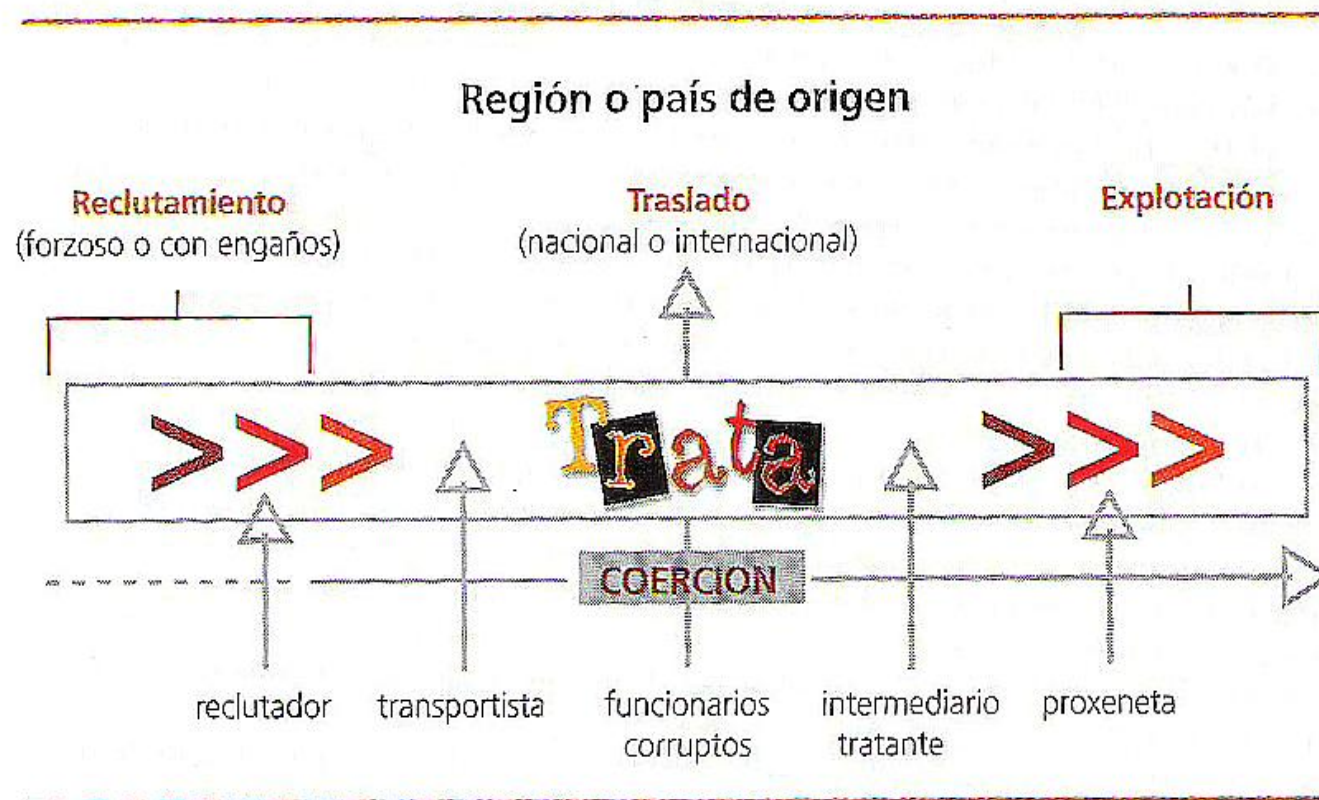 Región o país de origen
Reclutamiento
(forzoso o con engaños)
Traslado
(nacional o internacional)
Explotación
Trata
COERCION
reclutador
transportista
funcionarios
corruptos
intermediario
tratante
proxeneta